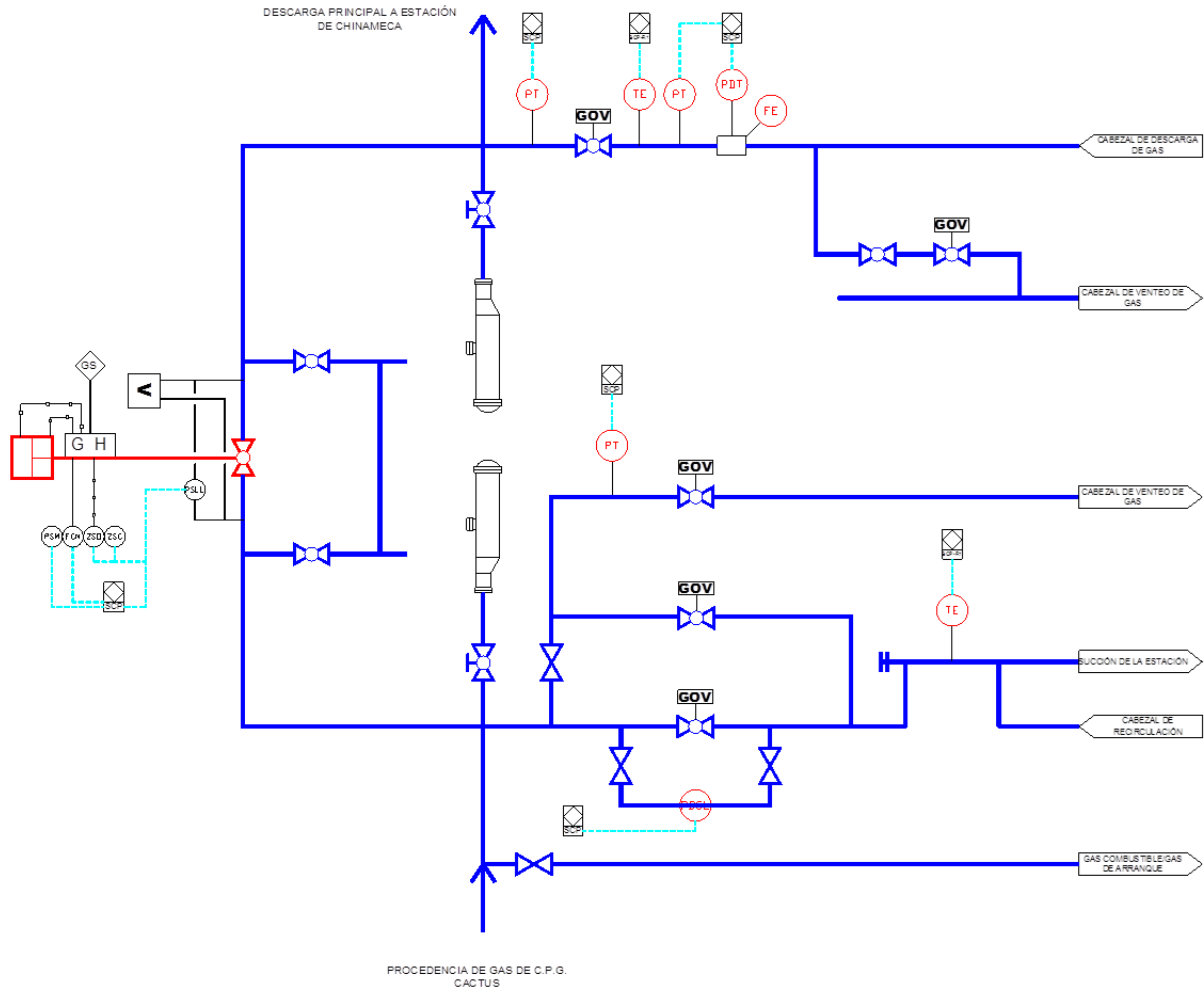 DESCARGA PRINCIPAL A ESTACIÓN
DE CHINAMECA
SCP
SCP
PT
TE
PT
PDT
FE
GOV
CABEZAL DE DESCARGA
DE GAS
GOV
CABEZAL DE VENTEO DE
GAS
GS
V
SCP
G H
PT
GOV
CABEZAL DE VENTEO DE
GAS
PSLL
PSM
FCN
ZSO
ZSC
SCP
GOV
TE
SUCCIÓN DE LA ESTACIÓN
GOV
CABEZAL DE
RECIRCULACIÓN
SCP
GAS COMBUSTIBLE/GAS
DE ARRANQUE
PROCEDENCIA DE GAS DE C.P.G.
CACTUS